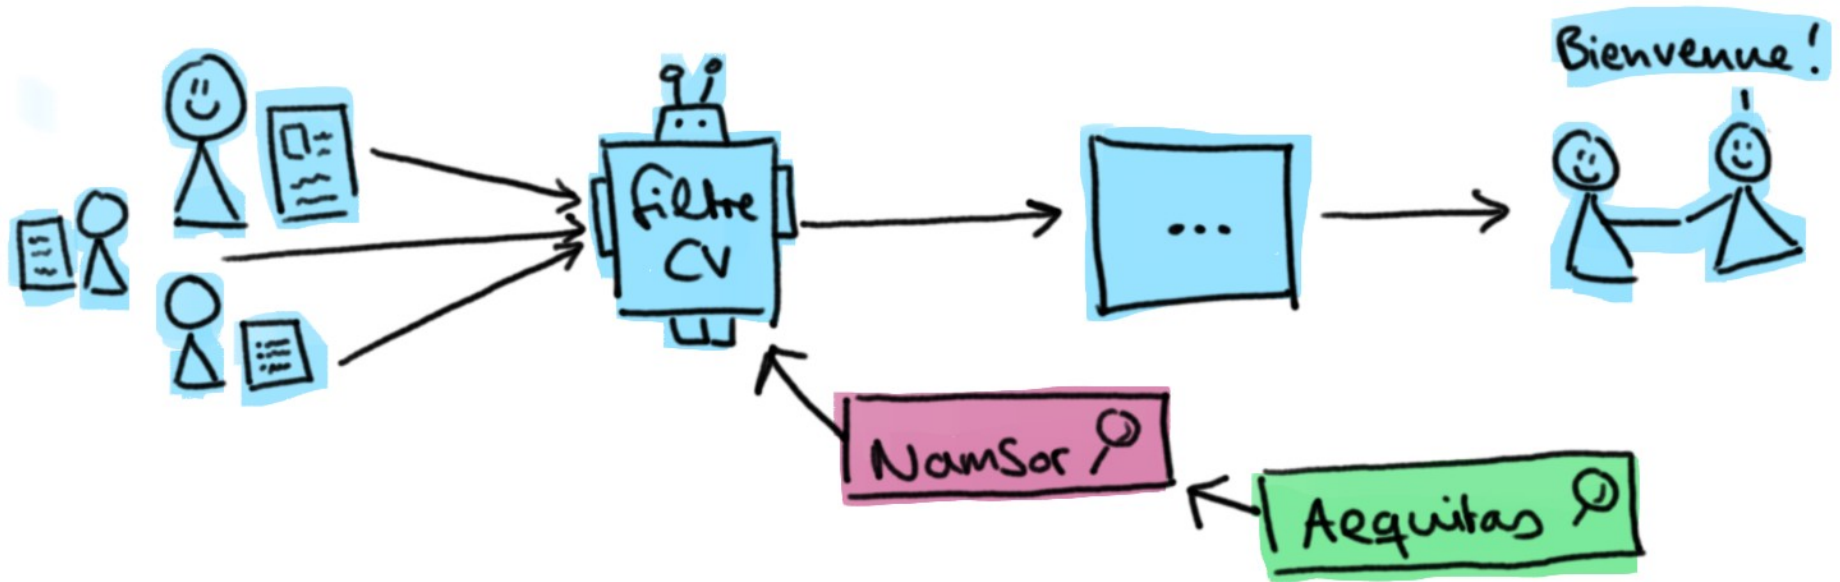 Bienvenue !
filtre
CV
...
NamSor
Aequitas